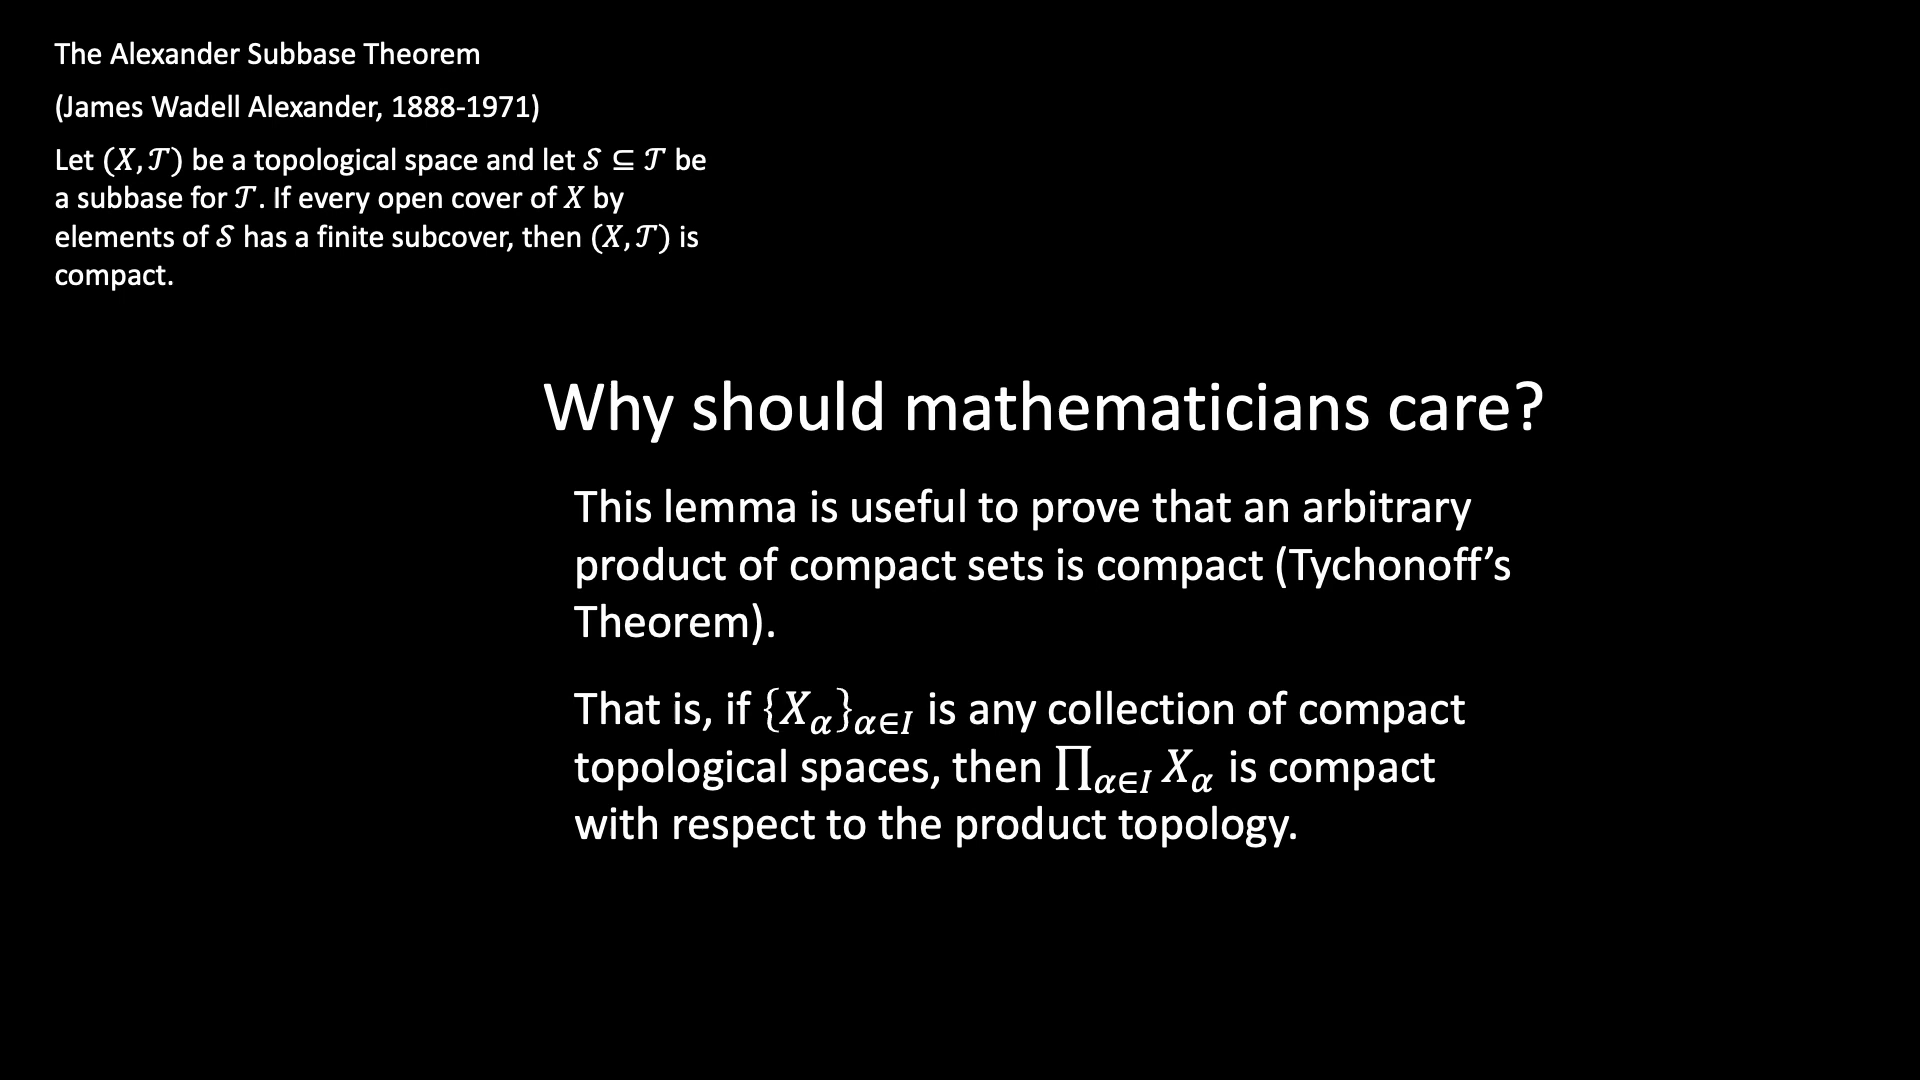 The Alexander Subbase Theorem
(James Wadell Alexander, 1888-1971)
Let (𝑋, 𝒯) be a topological space and let 𝒮 ⊆ 𝒯 be
a subbase for 𝒯. If every open cover of 𝑋 by
elements of 𝒮 has a finite subcover, then (𝑋, 𝒯) is
compact.
Why should mathematicians care?
This lemma is useful to prove that an arbitrary
product of compact sets is compact (Tychonoff’s
Theorem).
That is, if {𝑋_𝛼}_{𝛼∈𝐼} is any collection of compact
topological spaces, then ∏_{𝛼∈𝐼} 𝑋_𝛼 is compact
with respect to the product topology.